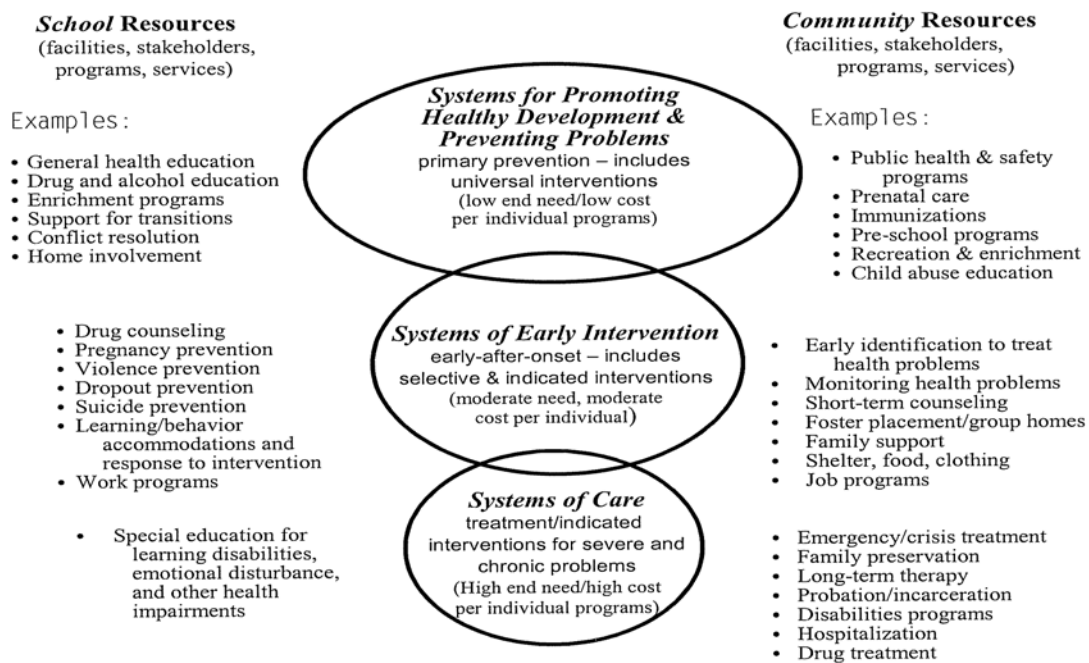 School Resources
(facilities, stakeholders,
programs, services)
Examples:
• General health education
• Drug and alcohol education
• Enrichment programs
• Support for transitions
• Conflict resolution
• Home involvement
• Drug counseling
• Pregnancy prevention
• Violence prevention
• Dropout prevention
• Suicide prevention
• Learning/behavior
accommodations and
response to intervention
• Work programs
• Special education for
learning disabilities,
emotional disturbance,
and other health
impairments
Systems for Promoting
Healthy Development &
Preventing Problems
primary prevention – includes
universal interventions
(low end need/low cost
per individual programs)
Systems of Early Intervention
early-after-onset – includes
selective & indicated interventions
(moderate need, moderate
cost per individual)
Systems of Care
treatment/indicated
interventions for severe and
chronic problems
(High end need/high cost
per individual programs)
Community Resources
(facilities, stakeholders,
programs, services)
Examples:
• Public health & safety
programs
• Prenatal care
• Immunizations
• Pre-school programs
• Recreation & enrichment
• Child abuse education
• Early identification to treat
health problems
• Monitoring health problems
• Short-term counseling
• Foster placement/group homes
• Family support
• Shelter, food, clothing
• Job programs
• Emergency/crisis treatment
• Family preservation
• Long-term therapy
• Probation/incarceration
• Disabilities programs
• Hospitalization
• Drug treatment